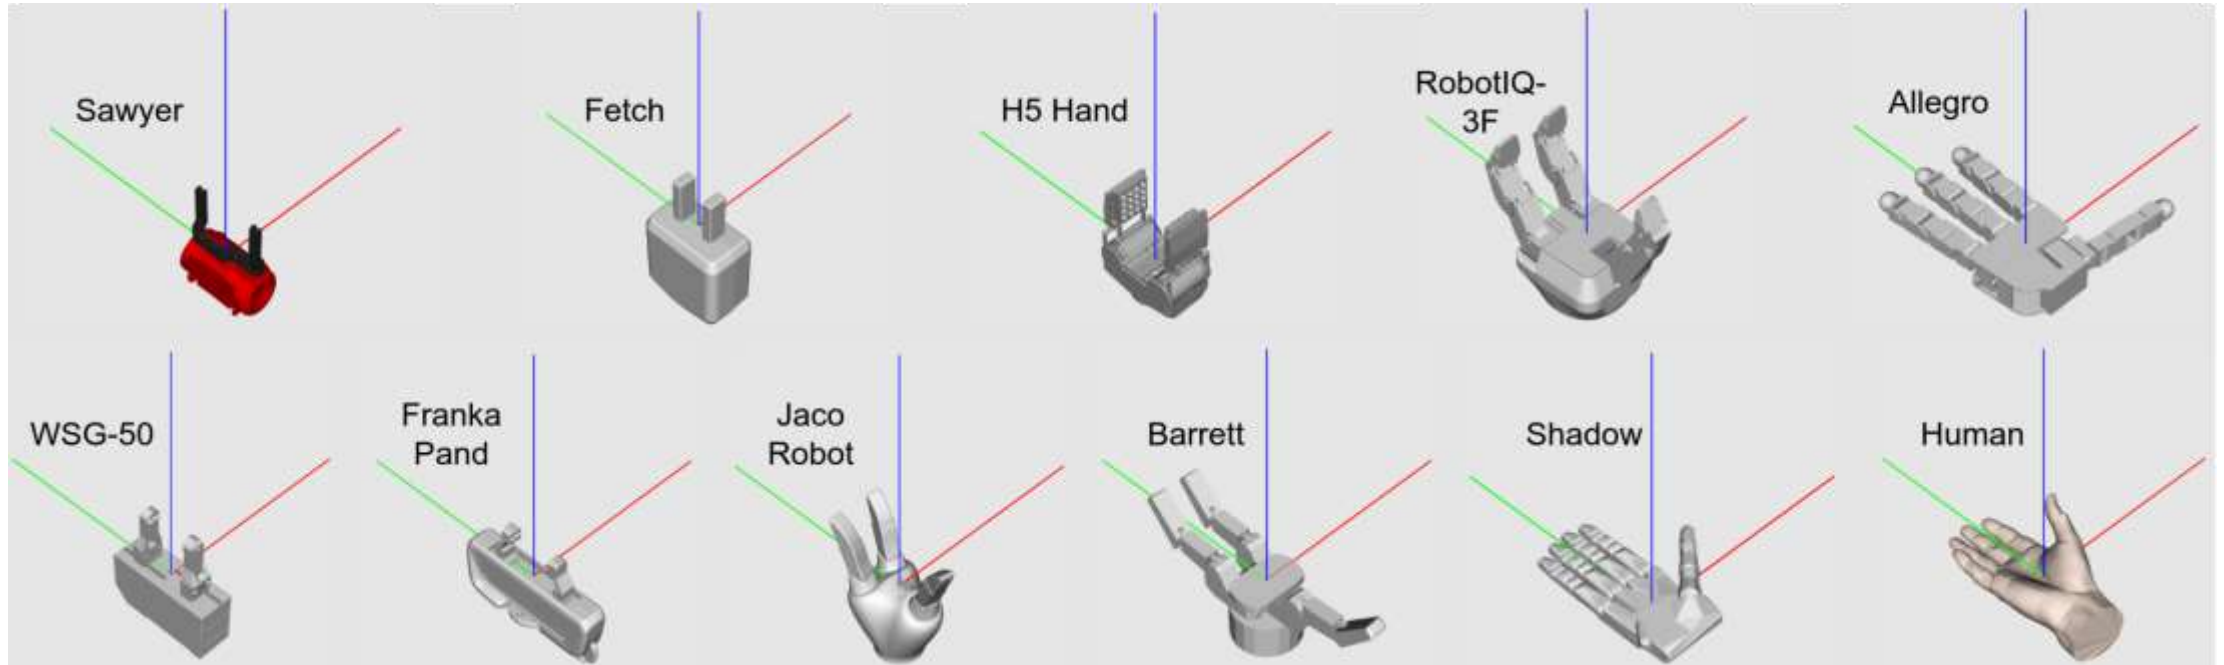 Sawyer
Fetch
H5 Hand
RobotIQ-
3F
Allegro
WSG-50
Franka
Pand
Jaco
Robot
Barrett
Shadow
Human